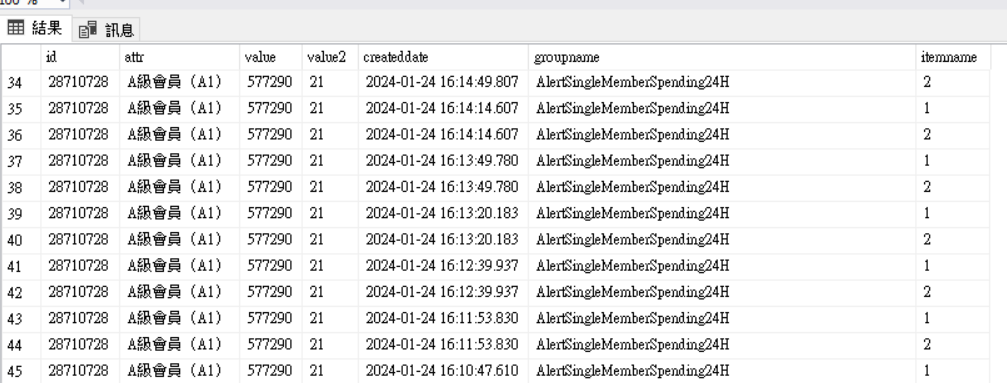 100 %
結果 訊息
id attr value value2 createddate groupname itemname
34 28710728 A級會員（A1） 577290 21 2024-01-24 16:14:49.807 AlertSingleMemberSpending24H 2
35 28710728 A級會員（A1） 577290 21 2024-01-24 16:14:14.607 AlertSingleMemberSpending24H 1
36 28710728 A級會員（A1） 577290 21 2024-01-24 16:14:14.607 AlertSingleMemberSpending24H 2
37 28710728 A級會員（A1） 577290 21 2024-01-24 16:13:49.780 AlertSingleMemberSpending24H 1
38 28710728 A級會員（A1） 577290 21 2024-01-24 16:13:49.780 AlertSingleMemberSpending24H 2
39 28710728 A級會員（A1） 577290 21 2024-01-24 16:13:20.183 AlertSingleMemberSpending24H 1
40 28710728 A級會員（A1） 577290 21 2024-01-24 16:13:20.183 AlertSingleMemberSpending24H 2
41 28710728 A級會員（A1） 577290 21 2024-01-24 16:12:39.937 AlertSingleMemberSpending24H 1
42 28710728 A級會員（A1） 577290 21 2024-01-24 16:12:39.937 AlertSingleMemberSpending24H 2
43 28710728 A級會員（A1） 577290 21 2024-01-24 16:11:53.830 AlertSingleMemberSpending24H 1
44 28710728 A級會員（A1） 577290 21 2024-01-24 16:11:53.830 AlertSingleMemberSpending24H 2
45 28710728 A級會員（A1） 577290 21 2024-01-24 16:10:47.610 AlertSingleMemberSpending24H 1